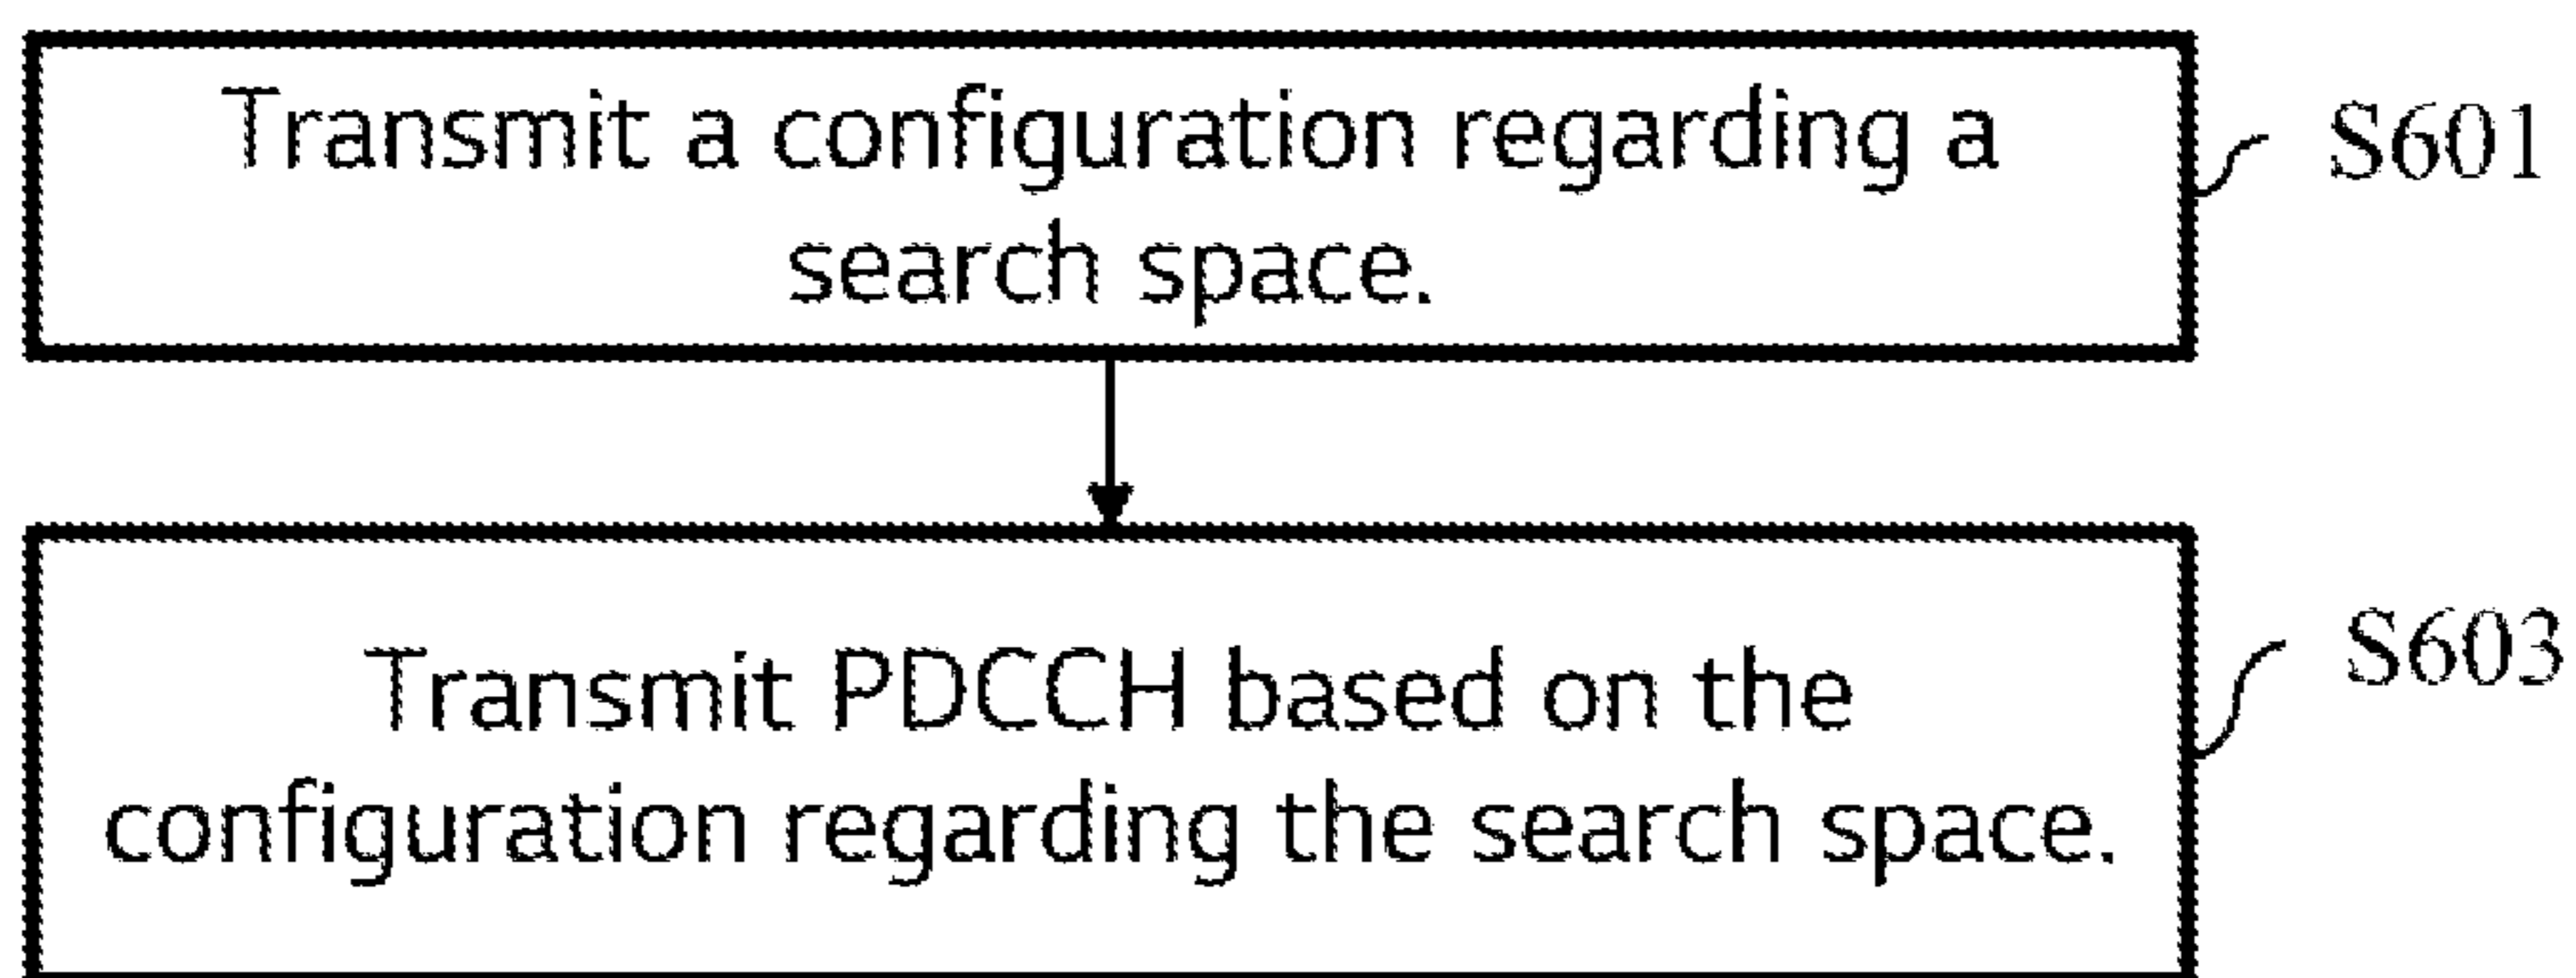 Transmit a configuration regarding a
search space.
S601
Transmit PDCCH based on the
configuration regarding the search space.
S603